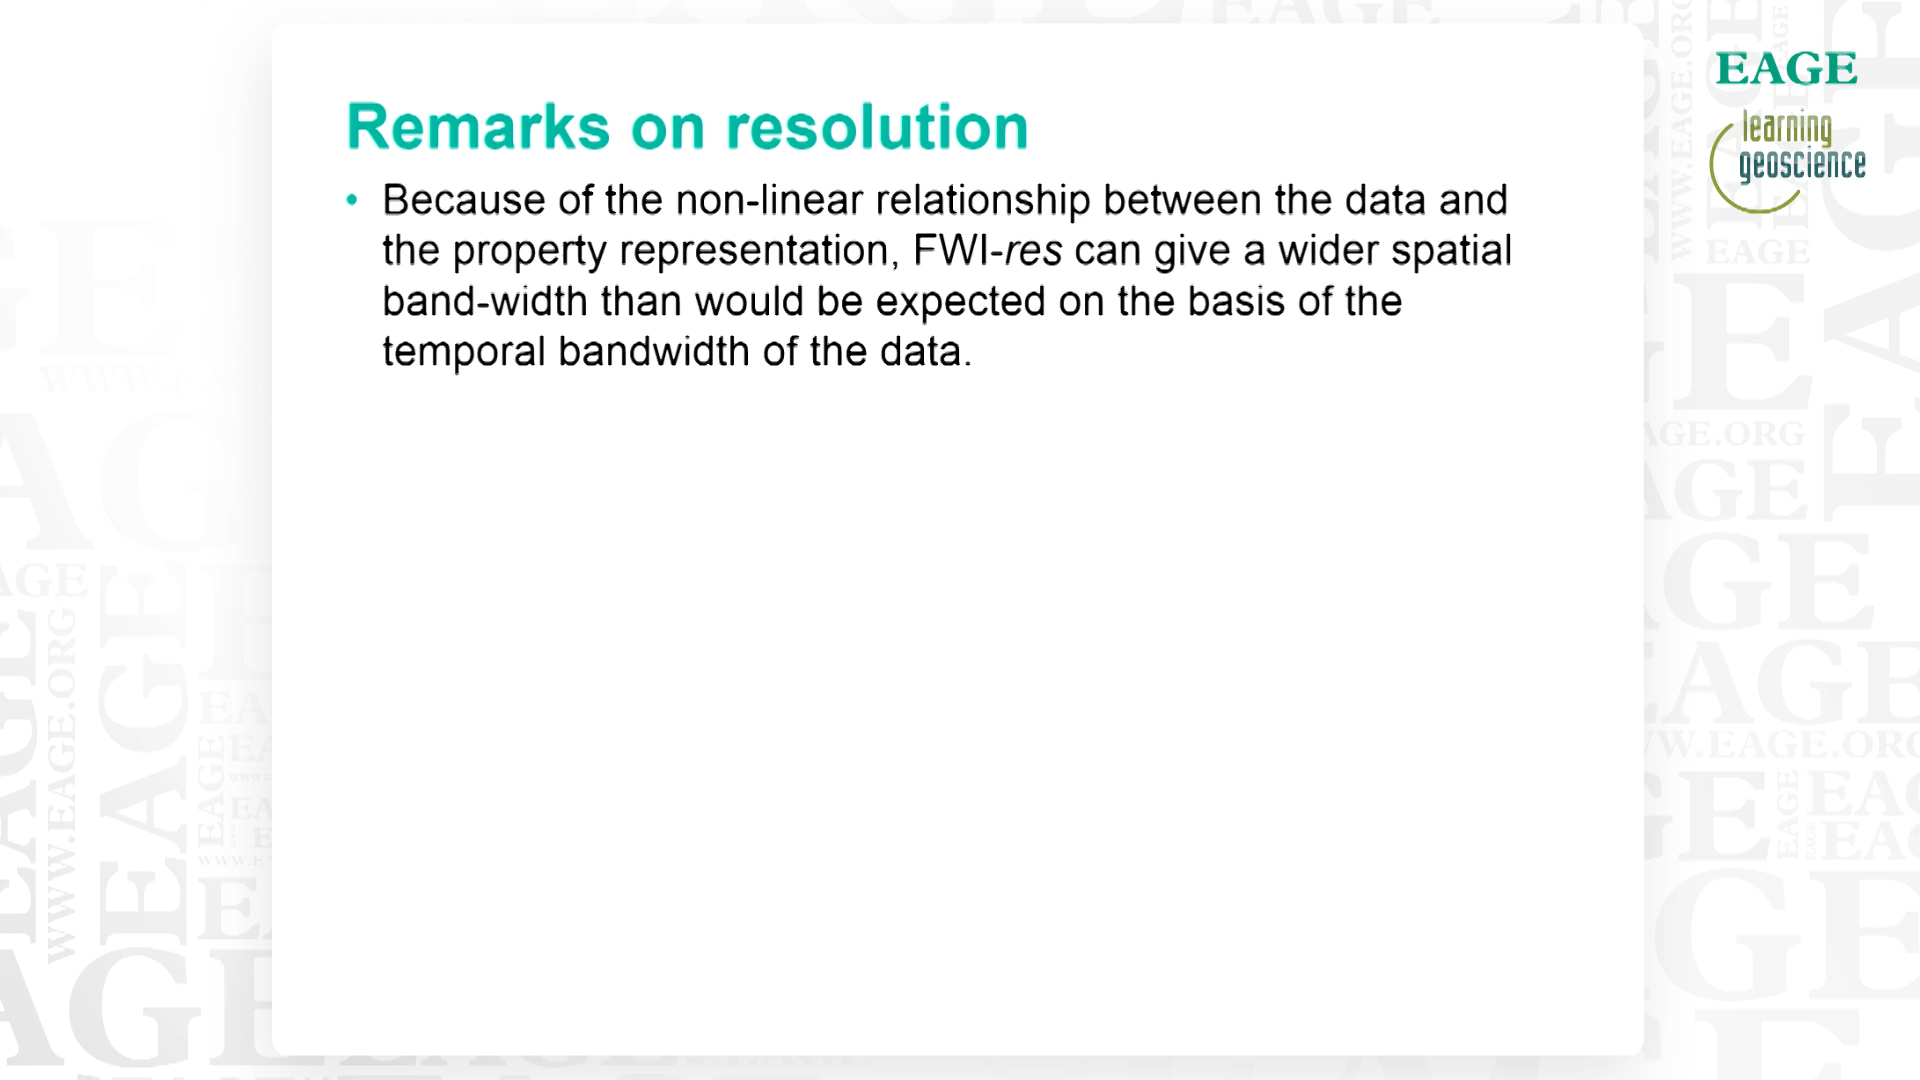 Remarks on resolution
• Because of the non-linear relationship between the data and
the property representation, FWI-res can give a wider spatial
band-width than would be expected on the basis of the
temporal bandwidth of the data.
EAGE
learning
geoscience